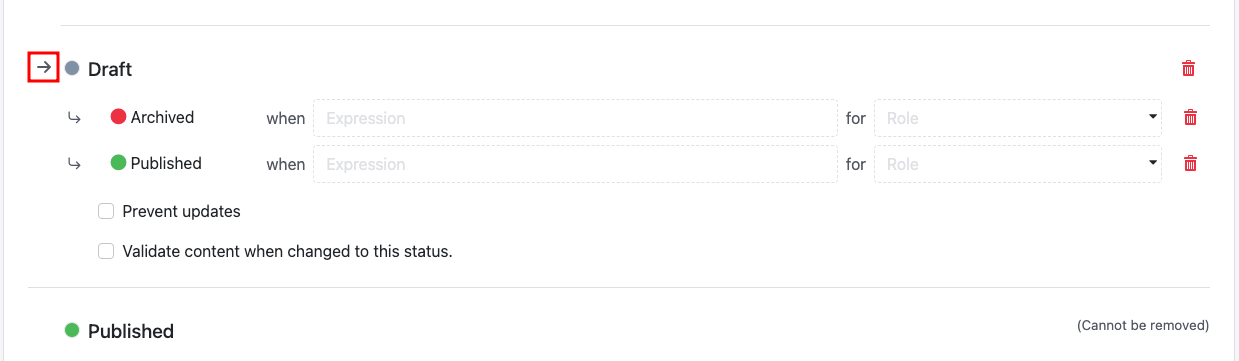 Draft
Archived when Expression for Role
Published when Expression for Role
Prevent updates
Validate content when changed to this status.
Published (Cannot be removed)